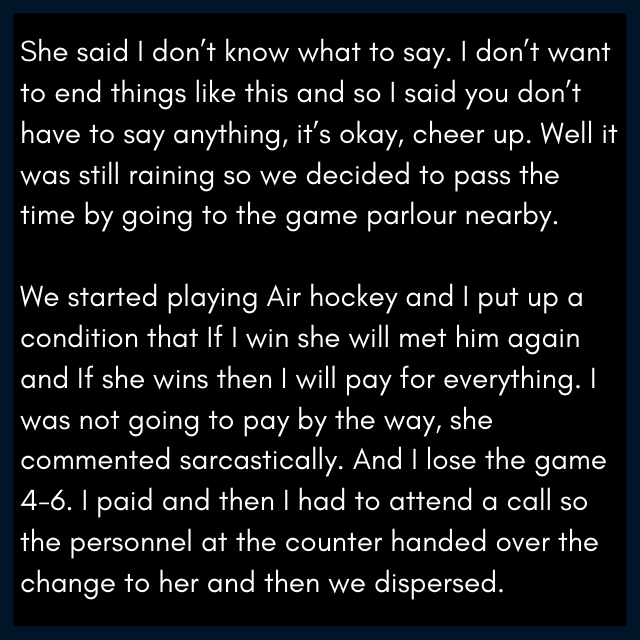 She said I don’t know what to say. I don’t want
to end things like this and so I said you don’t
have to say anything, it’s okay, cheer up. Well it
was still raining so we decided to pass the
time by going to the game parlour nearby.
We started playing Air hockey and I put up a
condition that If I win she will met him again
and If she wins then I will pay for everything. I
was not going to pay by the way, she
commented sarcastically. And I lose the game
4-6. I paid and then I had to attend a call so
the personnel at the counter handed over the
change to her and then we dispersed.